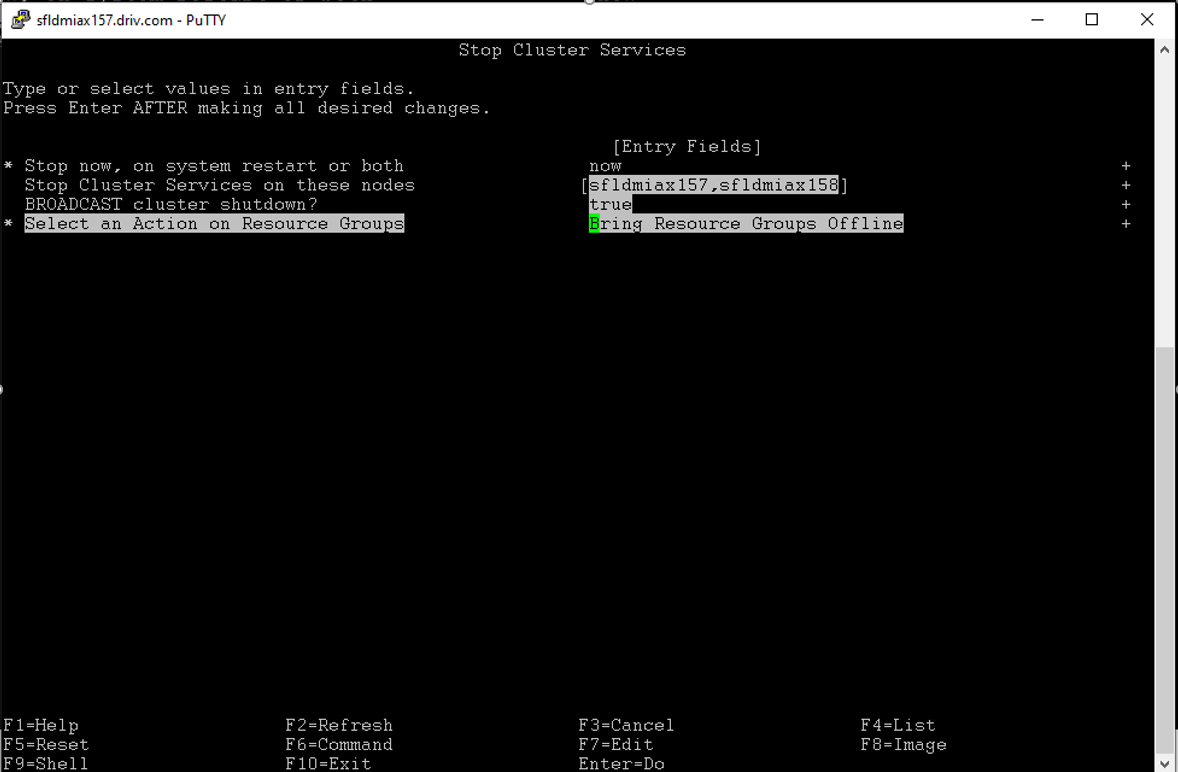 sfldmiax157.driv.com - PuTTY
Stop Cluster Services
Type or select values in entry fields.
Press Enter AFTER making all desired changes.
[Entry Fields]
* Stop now, on system restart or both now +
Stop Cluster Services on these nodes [sfldmiax157,sfldmiax158] +
BROADCAST cluster shutdown? true +
* Select an Action on Resource Groups Bring Resource Groups Offline +
F1=Help F2=Refresh F3=Cancel F4=List
F5=Reset F6=Command F7=Edit F8=Image
F9=Shell F10=Exit Enter=Do